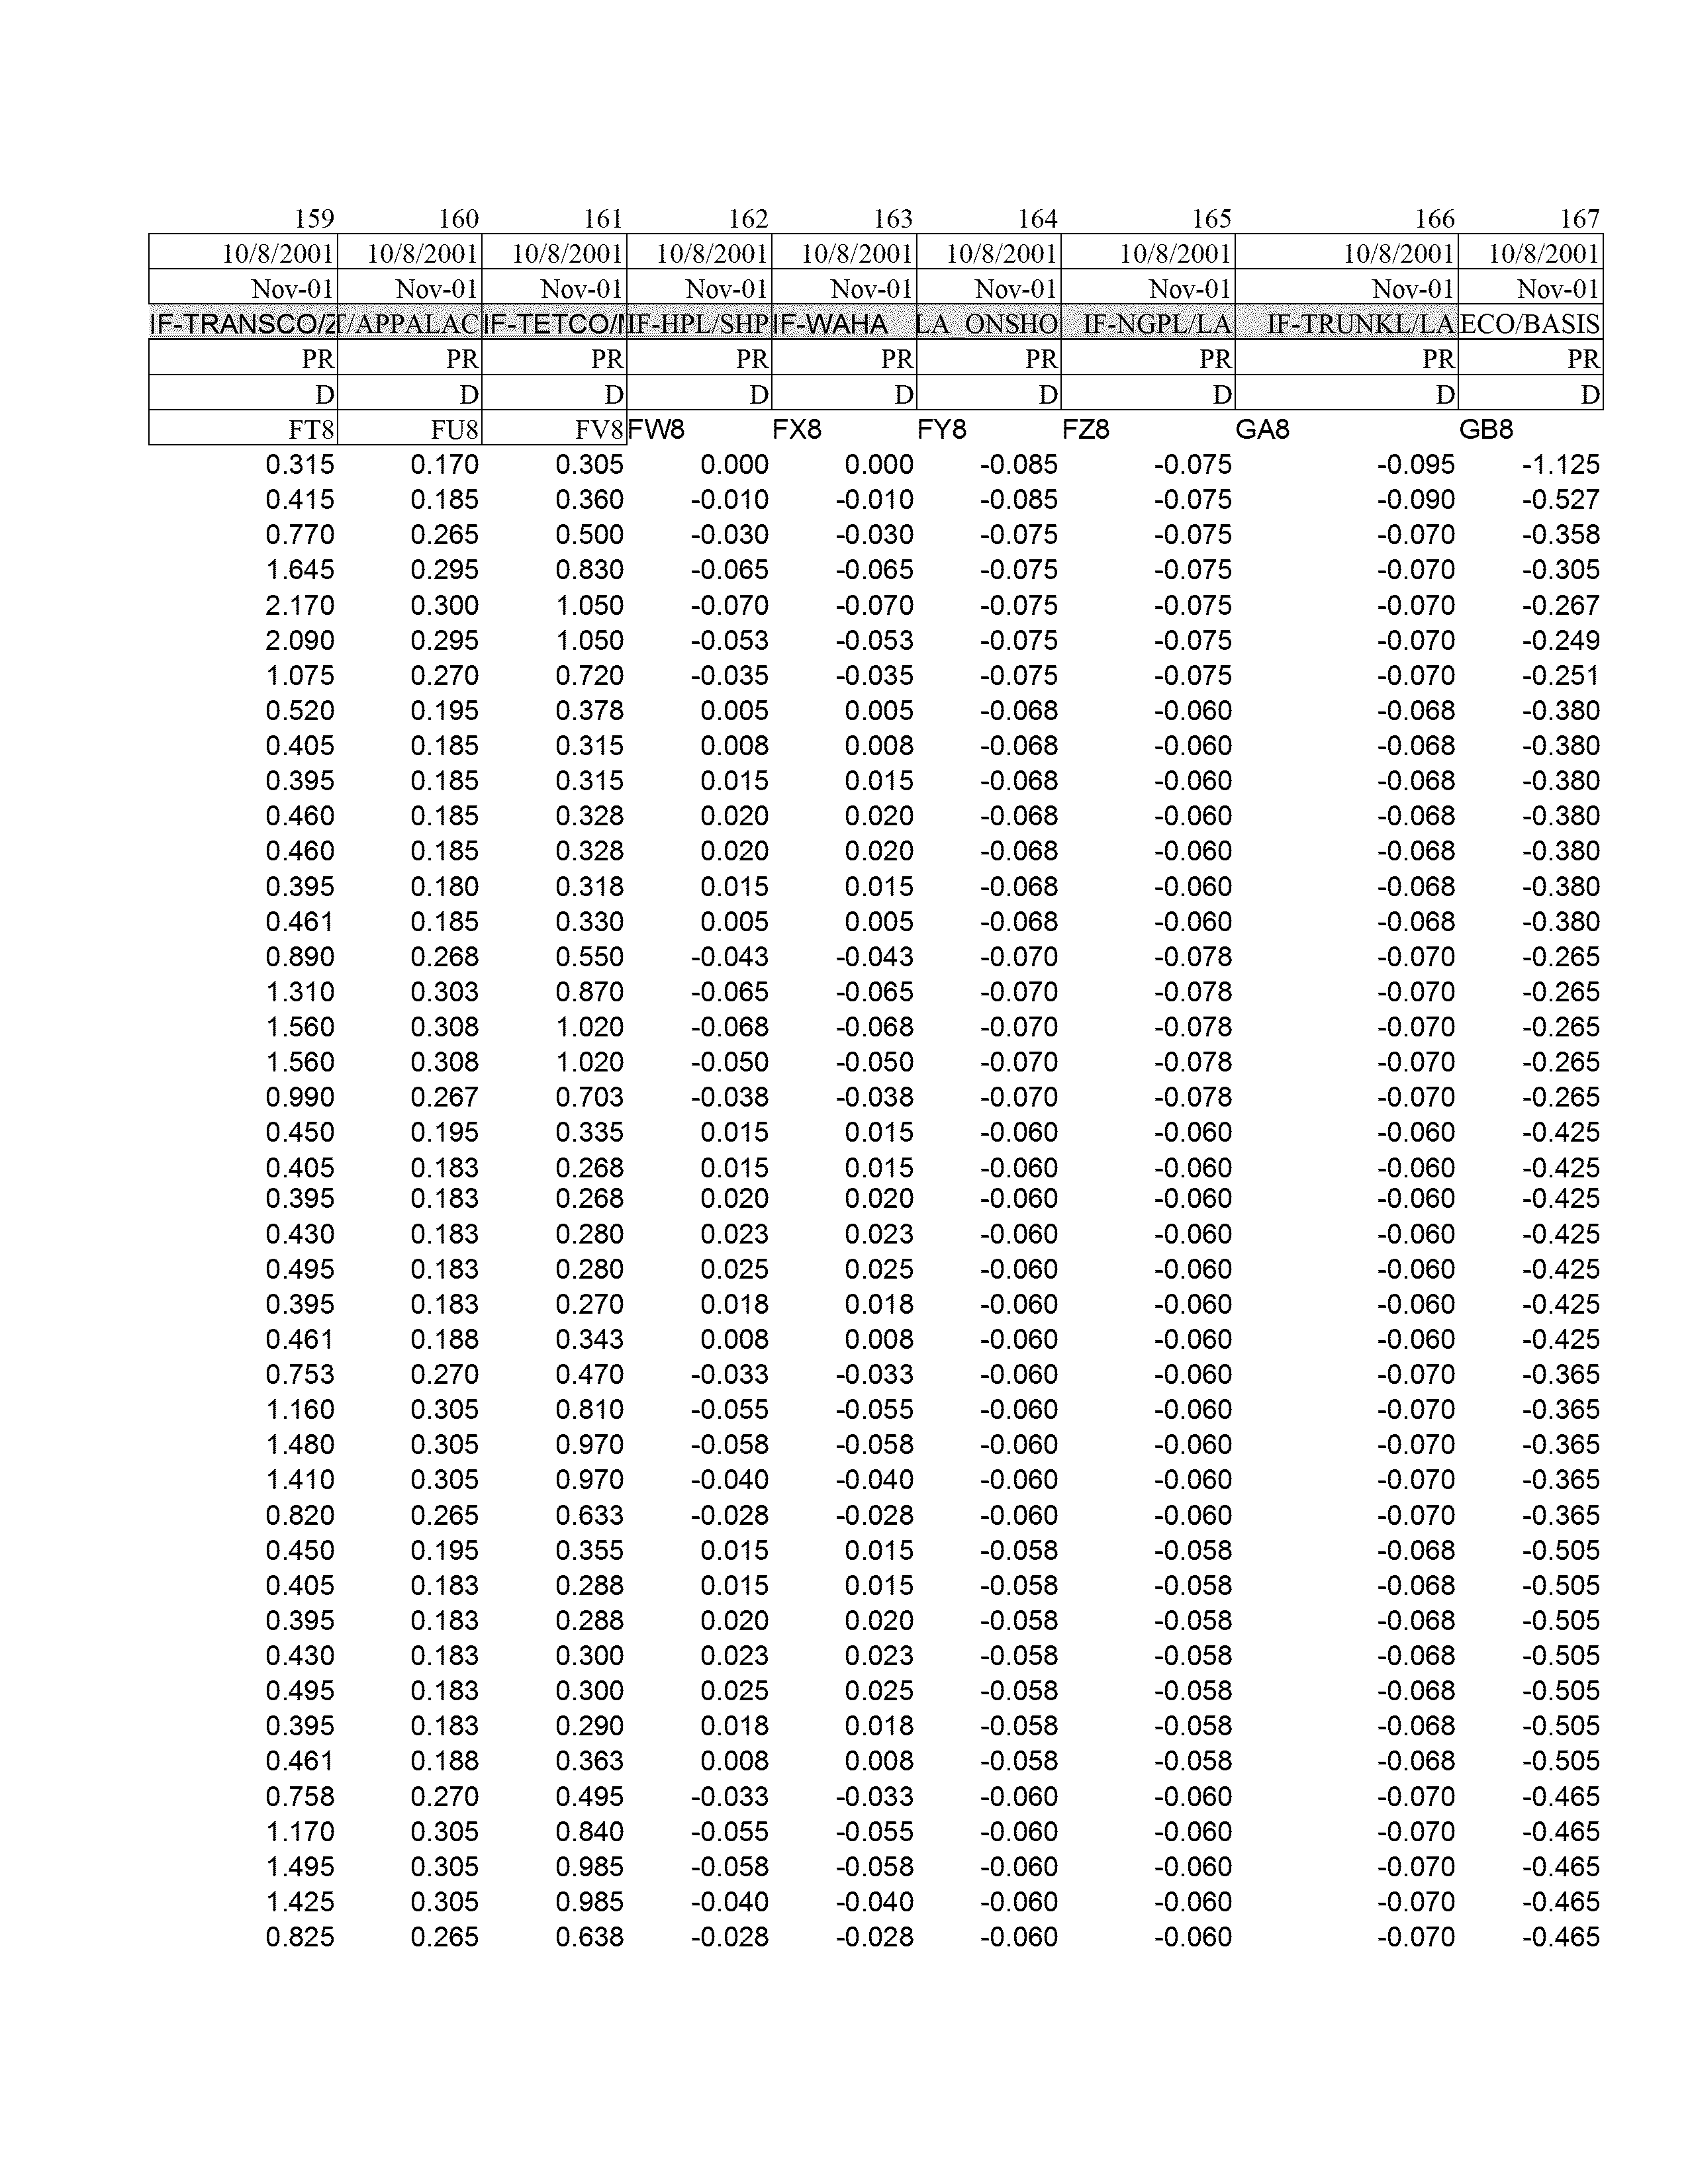 159 160 161 162 163 164 165 166 167
10/8/2001 10/8/2001 10/8/2001 10/8/2001 10/8/2001 10/8/2001 10/8/2001 10/8/2001 10/8/2001
Nov-01 Nov-01 Nov-01 Nov-01 Nov-01 Nov-01 Nov-01 Nov-01 Nov-01
IF-TRANSCO/Z T/APPALAC IF-TETCO/M IF-HPL/SHP IF-WAHA LA_ONSHO IF-NGPL/LA IF-TRUNKL/LA ECO/BASIS
PR PR PR PR PR PR PR PR PR
D D D D D D D D D
FT8 FU8 FV8 FW8 FX8 FY8 FZ8 GA8 GB8
0.315 0.170 0.305 0.000 0.000 -0.085 -0.075 -0.095 -1.125
0.415 0.185 0.360 -0.010 -0.010 -0.085 -0.075 -0.090 -0.527
0.770 0.265 0.500 -0.030 -0.030 -0.075 -0.075 -0.070 -0.358
1.645 0.295 0.830 -0.065 -0.065 -0.075 -0.075 -0.070 -0.305
2.170 0.300 1.050 -0.070 -0.070 -0.075 -0.075 -0.070 -0.267
2.090 0.295 1.050 -0.053 -0.053 -0.075 -0.075 -0.070 -0.249
1.075 0.270 0.720 -0.035 -0.035 -0.075 -0.075 -0.070 -0.251
0.520 0.195 0.378 0.005 0.005 -0.068 -0.060 -0.068 -0.380
0.405 0.185 0.315 0.008 0.008 -0.068 -0.060 -0.068 -0.380
0.395 0.185 0.315 0.015 0.015 -0.068 -0.060 -0.068 -0.380
0.460 0.185 0.328 0.020 0.020 -0.068 -0.060 -0.068 -0.380
0.460 0.185 0.328 0.020 0.020 -0.068 -0.060 -0.068 -0.380
0.395 0.180 0.318 0.015 0.015 -0.068 -0.060 -0.068 -0.380
0.461 0.185 0.330 0.005 0.005 -0.068 -0.060 -0.068 -0.380
0.890 0.268 0.550 -0.043 -0.043 -0.070 -0.078 -0.070 -0.265
1.310 0.303 0.870 -0.065 -0.065 -0.070 -0.078 -0.070 -0.265
1.560 0.308 1.020 -0.068 -0.068 -0.070 -0.078 -0.070 -0.265
1.560 0.308 1.020 -0.050 -0.050 -0.070 -0.078 -0.070 -0.265
0.990 0.267 0.703 -0.038 -0.038 -0.070 -0.078 -0.070 -0.265
0.450 0.195 0.335 0.015 0.015 -0.060 -0.060 -0.060 -0.425
0.405 0.183 0.268 0.015 0.015 -0.060 -0.060 -0.060 -0.425
0.395 0.183 0.268 0.020 0.020 -0.060 -0.060 -0.060 -0.425
0.430 0.183 0.280 0.023 0.023 -0.060 -0.060 -0.060 -0.425
0.495 0.183 0.280 0.025 0.025 -0.060 -0.060 -0.060 -0.425
0.395 0.183 0.270 0.018 0.018 -0.060 -0.060 -0.060 -0.425
0.461 0.188 0.343 0.008 0.008 -0.060 -0.060 -0.060 -0.425
0.753 0.270 0.470 -0.033 -0.033 -0.060 -0.060 -0.070 -0.365
1.160 0.305 0.810 -0.055 -0.055 -0.060 -0.060 -0.070 -0.365
1.480 0.305 0.970 -0.058 -0.058 -0.060 -0.060 -0.070 -0.365
1.410 0.305 0.970 -0.040 -0.040 -0.060 -0.060 -0.070 -0.365
0.820 0.265 0.633 -0.028 -0.028 -0.060 -0.060 -0.070 -0.365
0.450 0.195 0.355 0.015 0.015 -0.058 -0.058 -0.068 -0.505
0.405 0.183 0.288 0.015 0.015 -0.058 -0.058 -0.068 -0.505
0.395 0.183 0.288 0.020 0.020 -0.058 -0.058 -0.068 -0.505
0.430 0.183 0.300 0.023 0.023 -0.058 -0.058 -0.068 -0.505
0.495 0.183 0.300 0.025 0.025 -0.058 -0.058 -0.068 -0.505
0.395 0.183 0.290 0.018 0.018 -0.058 -0.058 -0.068 -0.505
0.461 0.188 0.363 0.008 0.008 -0.058 -0.058 -0.068 -0.505
0.758 0.270 0.495 -0.033 -0.033 -0.060 -0.060 -0.070 -0.465
1.170 0.305 0.840 -0.055 -0.055 -0.060 -0.060 -0.070 -0.465
1.495 0.305 0.985 -0.058 -0.058 -0.060 -0.060 -0.070 -0.465
1.425 0.305 0.985 -0.040 -0.040 -0.060 -0.060 -0.070 -0.465
0.825 0.265 0.638 -0.028 -0.028 -0.060 -0.060 -0.070 -0.465